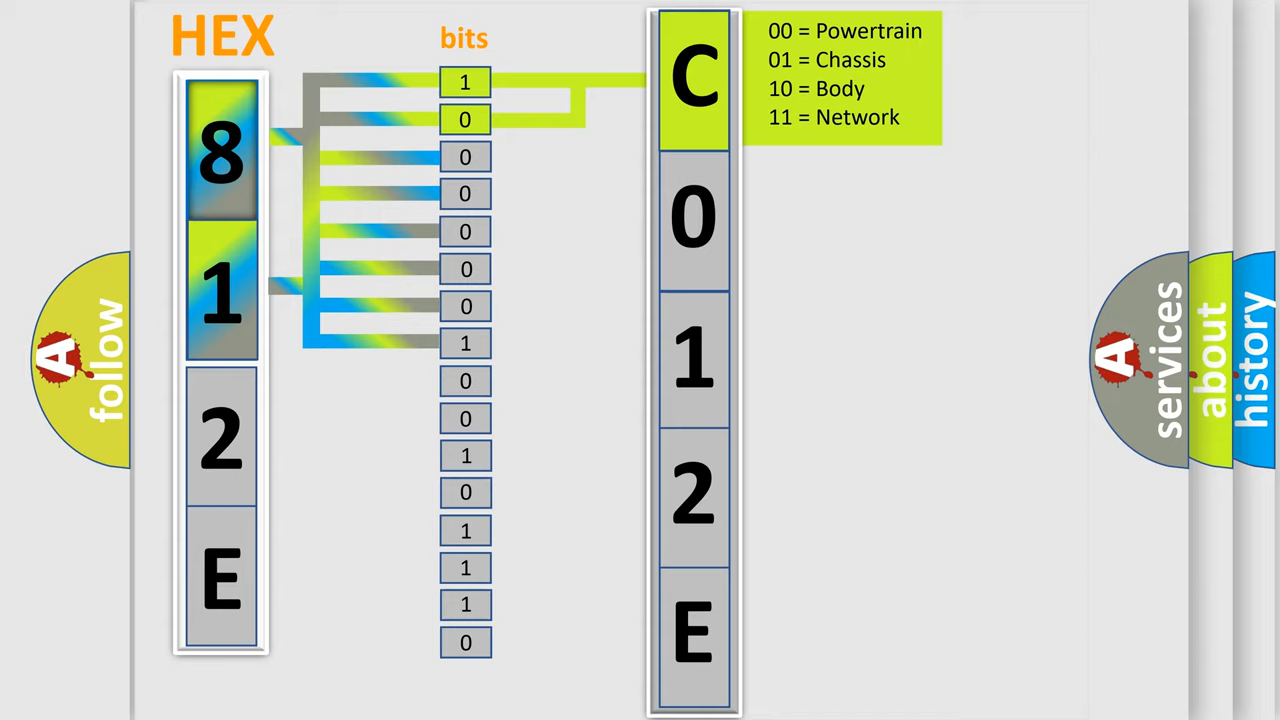 HEX
bits
8
1
2
E
1
0
0
0
0
0
0
1
0
0
1
0
1
1
1
0
C
0
1
2
E
00 = Powertrain
01 = Chassis
10 = Body
11 = Network
A
follow
A
services
about
history